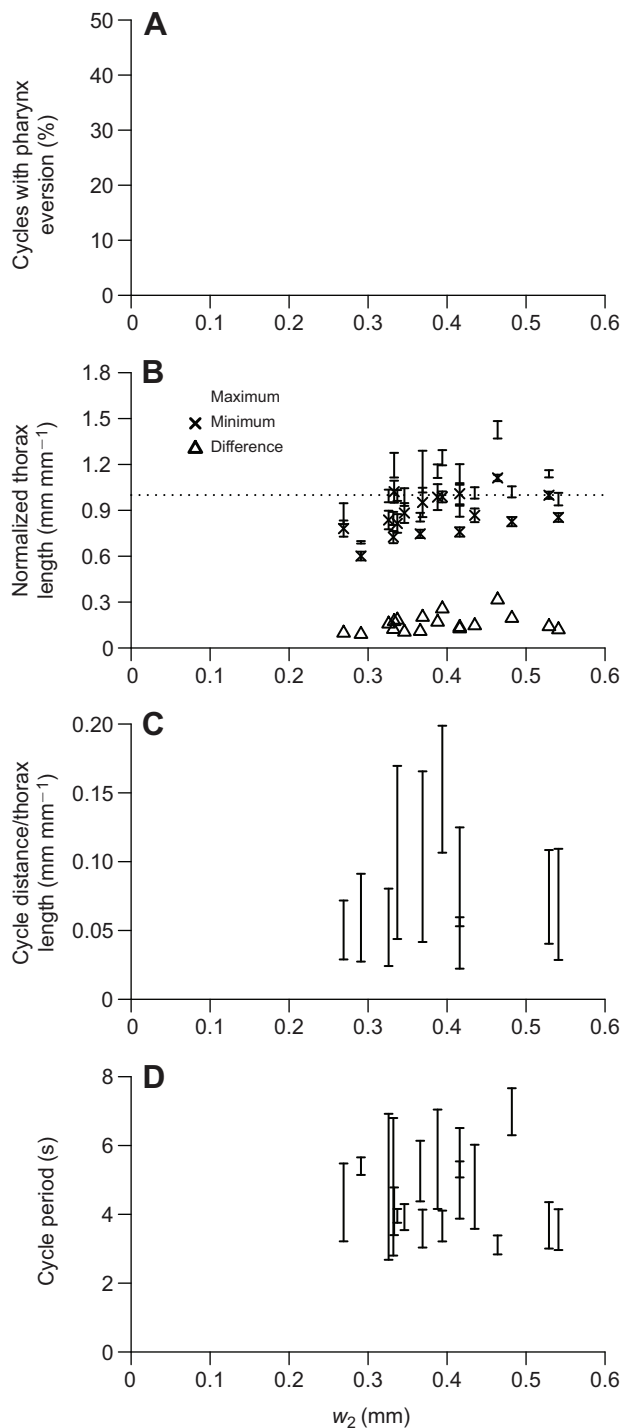 A
Cycles with pharynx
eversion (%)
50
40
30
20
10
0
0 0.1 0.2 0.3 0.4 0.5 0.6
B
Normalized thorax
length (mm mm−1)
1.8
1.5
1.2
0.9
0.6
0.3
0
Maximum
Minimum
Difference
0 0.1 0.2 0.3 0.4 0.5 0.6
C
Cycle distance/thorax
length (mm mm−1)
0.20
0.15
0.10
0.05
0
0 0.1 0.2 0.3 0.4 0.5 0.6
D
Cycle period (s)
8
6
4
2
0
0 0.1 0.2 0.3 0.4 0.5 0.6
w2 (mm)